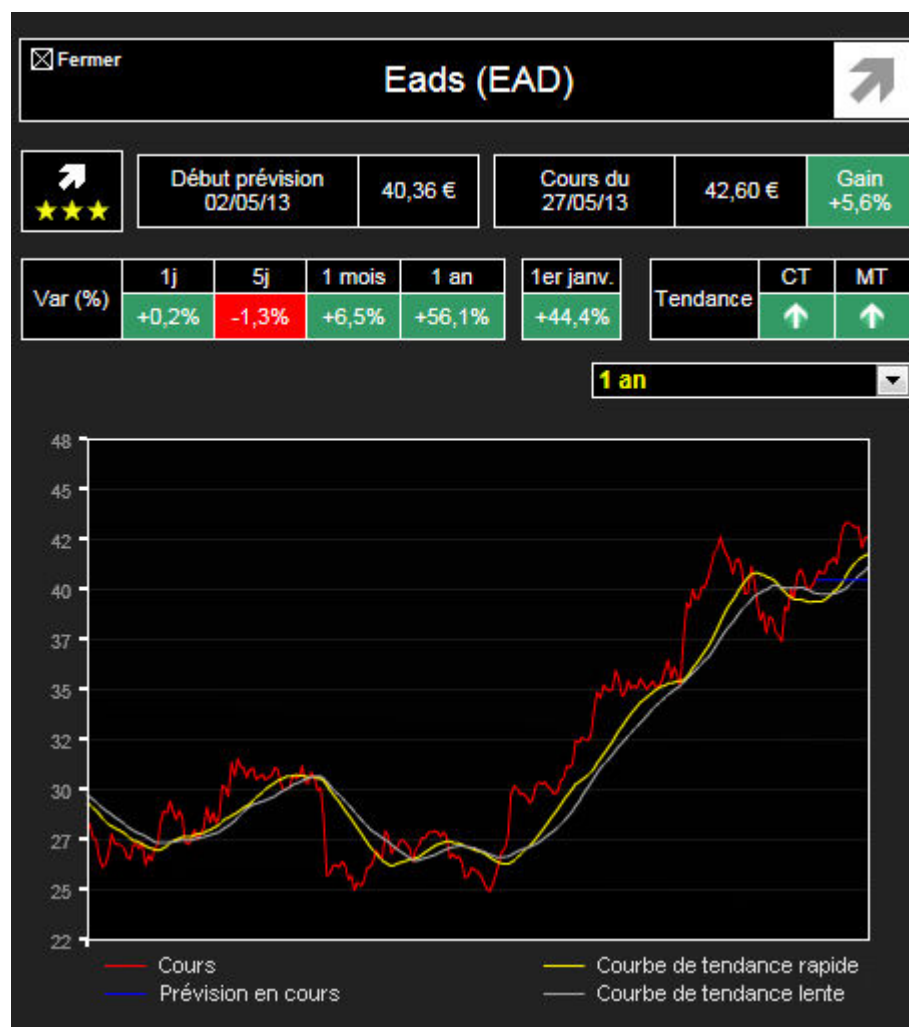 Fermer
Eads (EAD)
Début prévision
02/05/13
40,36 €
Cours du
27/05/13
42,60 €
Gain
+5,6%
Var (%)
1j
5j
1 mois
1 an
+0,2%
-1,3%
+6,5%
+56,1%
1er janv.
+44,4%
Tendance
CT
MT
1 an
48
45
42
40
37
35
32
30
27
25
22
Cours
Prévision en cours
Courbe de tendance rapide
Courbe de tendance lente